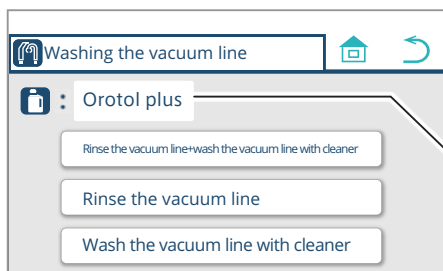 Washing the vacuum line
: Orotol plus
Rinse the vacuum line+wash the vacuum line with cleaner
Rinse the vacuum line
Wash the vacuum line with cleaner